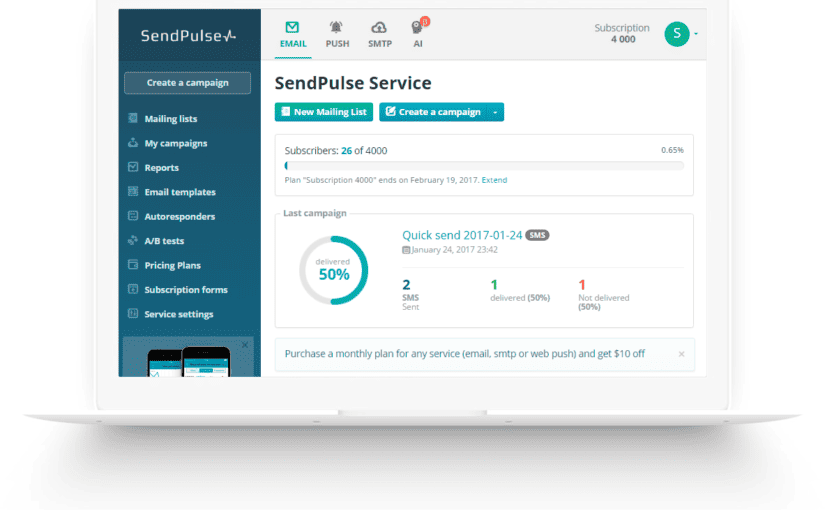 SendPulse
EMAIL
PUSH
SMTP
AI
Subscription
4 000
S
Create a campaign
Mailing lists
My campaigns
Reports
Email templates
Autoresponders
A/B tests
Pricing Plans
Subscription forms
Service settings
SendPulse Service
New Mailing List
Create a campaign
Subscribers: 26 of 4000
0.65%
Plan "Subscription 4000" ends on February 19, 2017. Extend
Last campaign
delivered
50%
Quick send 2017-01-24 SMS
January 24, 2017 23:42
2
SMS
Sent
1
delivered (50%)
1
Not delivered
(50%)
Purchase a monthly plan for any service (email, smtp or web push) and get $10 off